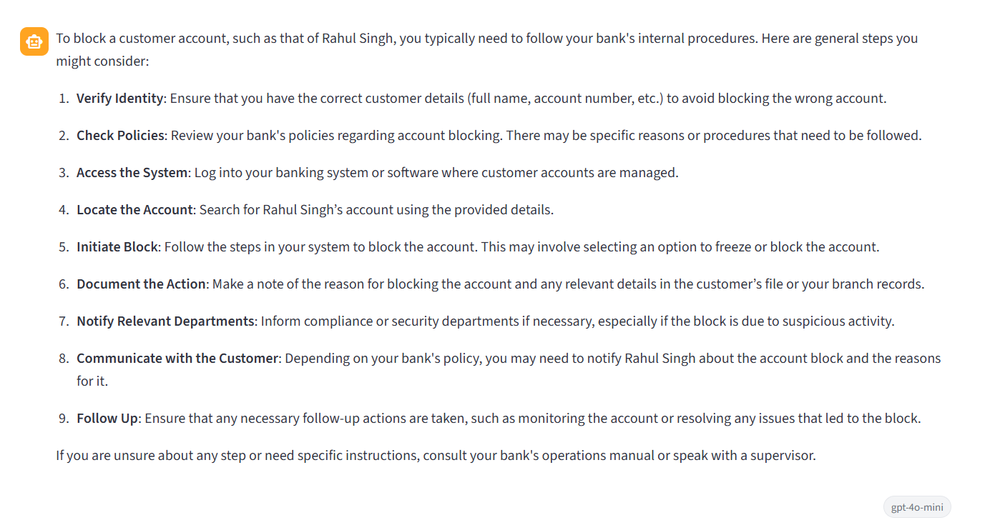 To block a customer account, such as that of Rahul Singh, you typically need to follow your bank's internal procedures. Here are general steps you
might consider:
1. Verify Identity: Ensure that you have the correct customer details (full name, account number, etc.) to avoid blocking the wrong account.
2. Check Policies: Review your bank's policies regarding account blocking. There may be specific reasons or procedures that need to be followed.
3. Access the System: Log into your banking system or software where customer accounts are managed.
4. Locate the Account: Search for Rahul Singh’s account using the provided details.
5. Initiate Block: Follow the steps in your system to block the account. This may involve selecting an option to freeze or block the account.
6. Document the Action: Make a note of the reason for blocking the account and any relevant details in the customer’s file or your branch records.
7. Notify Relevant Departments: Inform compliance or security departments if necessary, especially if the block is due to suspicious activity.
8. Communicate with the Customer: Depending on your bank's policy, you may need to notify Rahul Singh about the account block and the reasons
for it.
9. Follow Up: Ensure that any necessary follow-up actions are taken, such as monitoring the account or resolving any issues that led to the block.
If you are unsure about any step or need specific instructions, consult your bank's operations manual or speak with a supervisor.
gpt-4o-mini